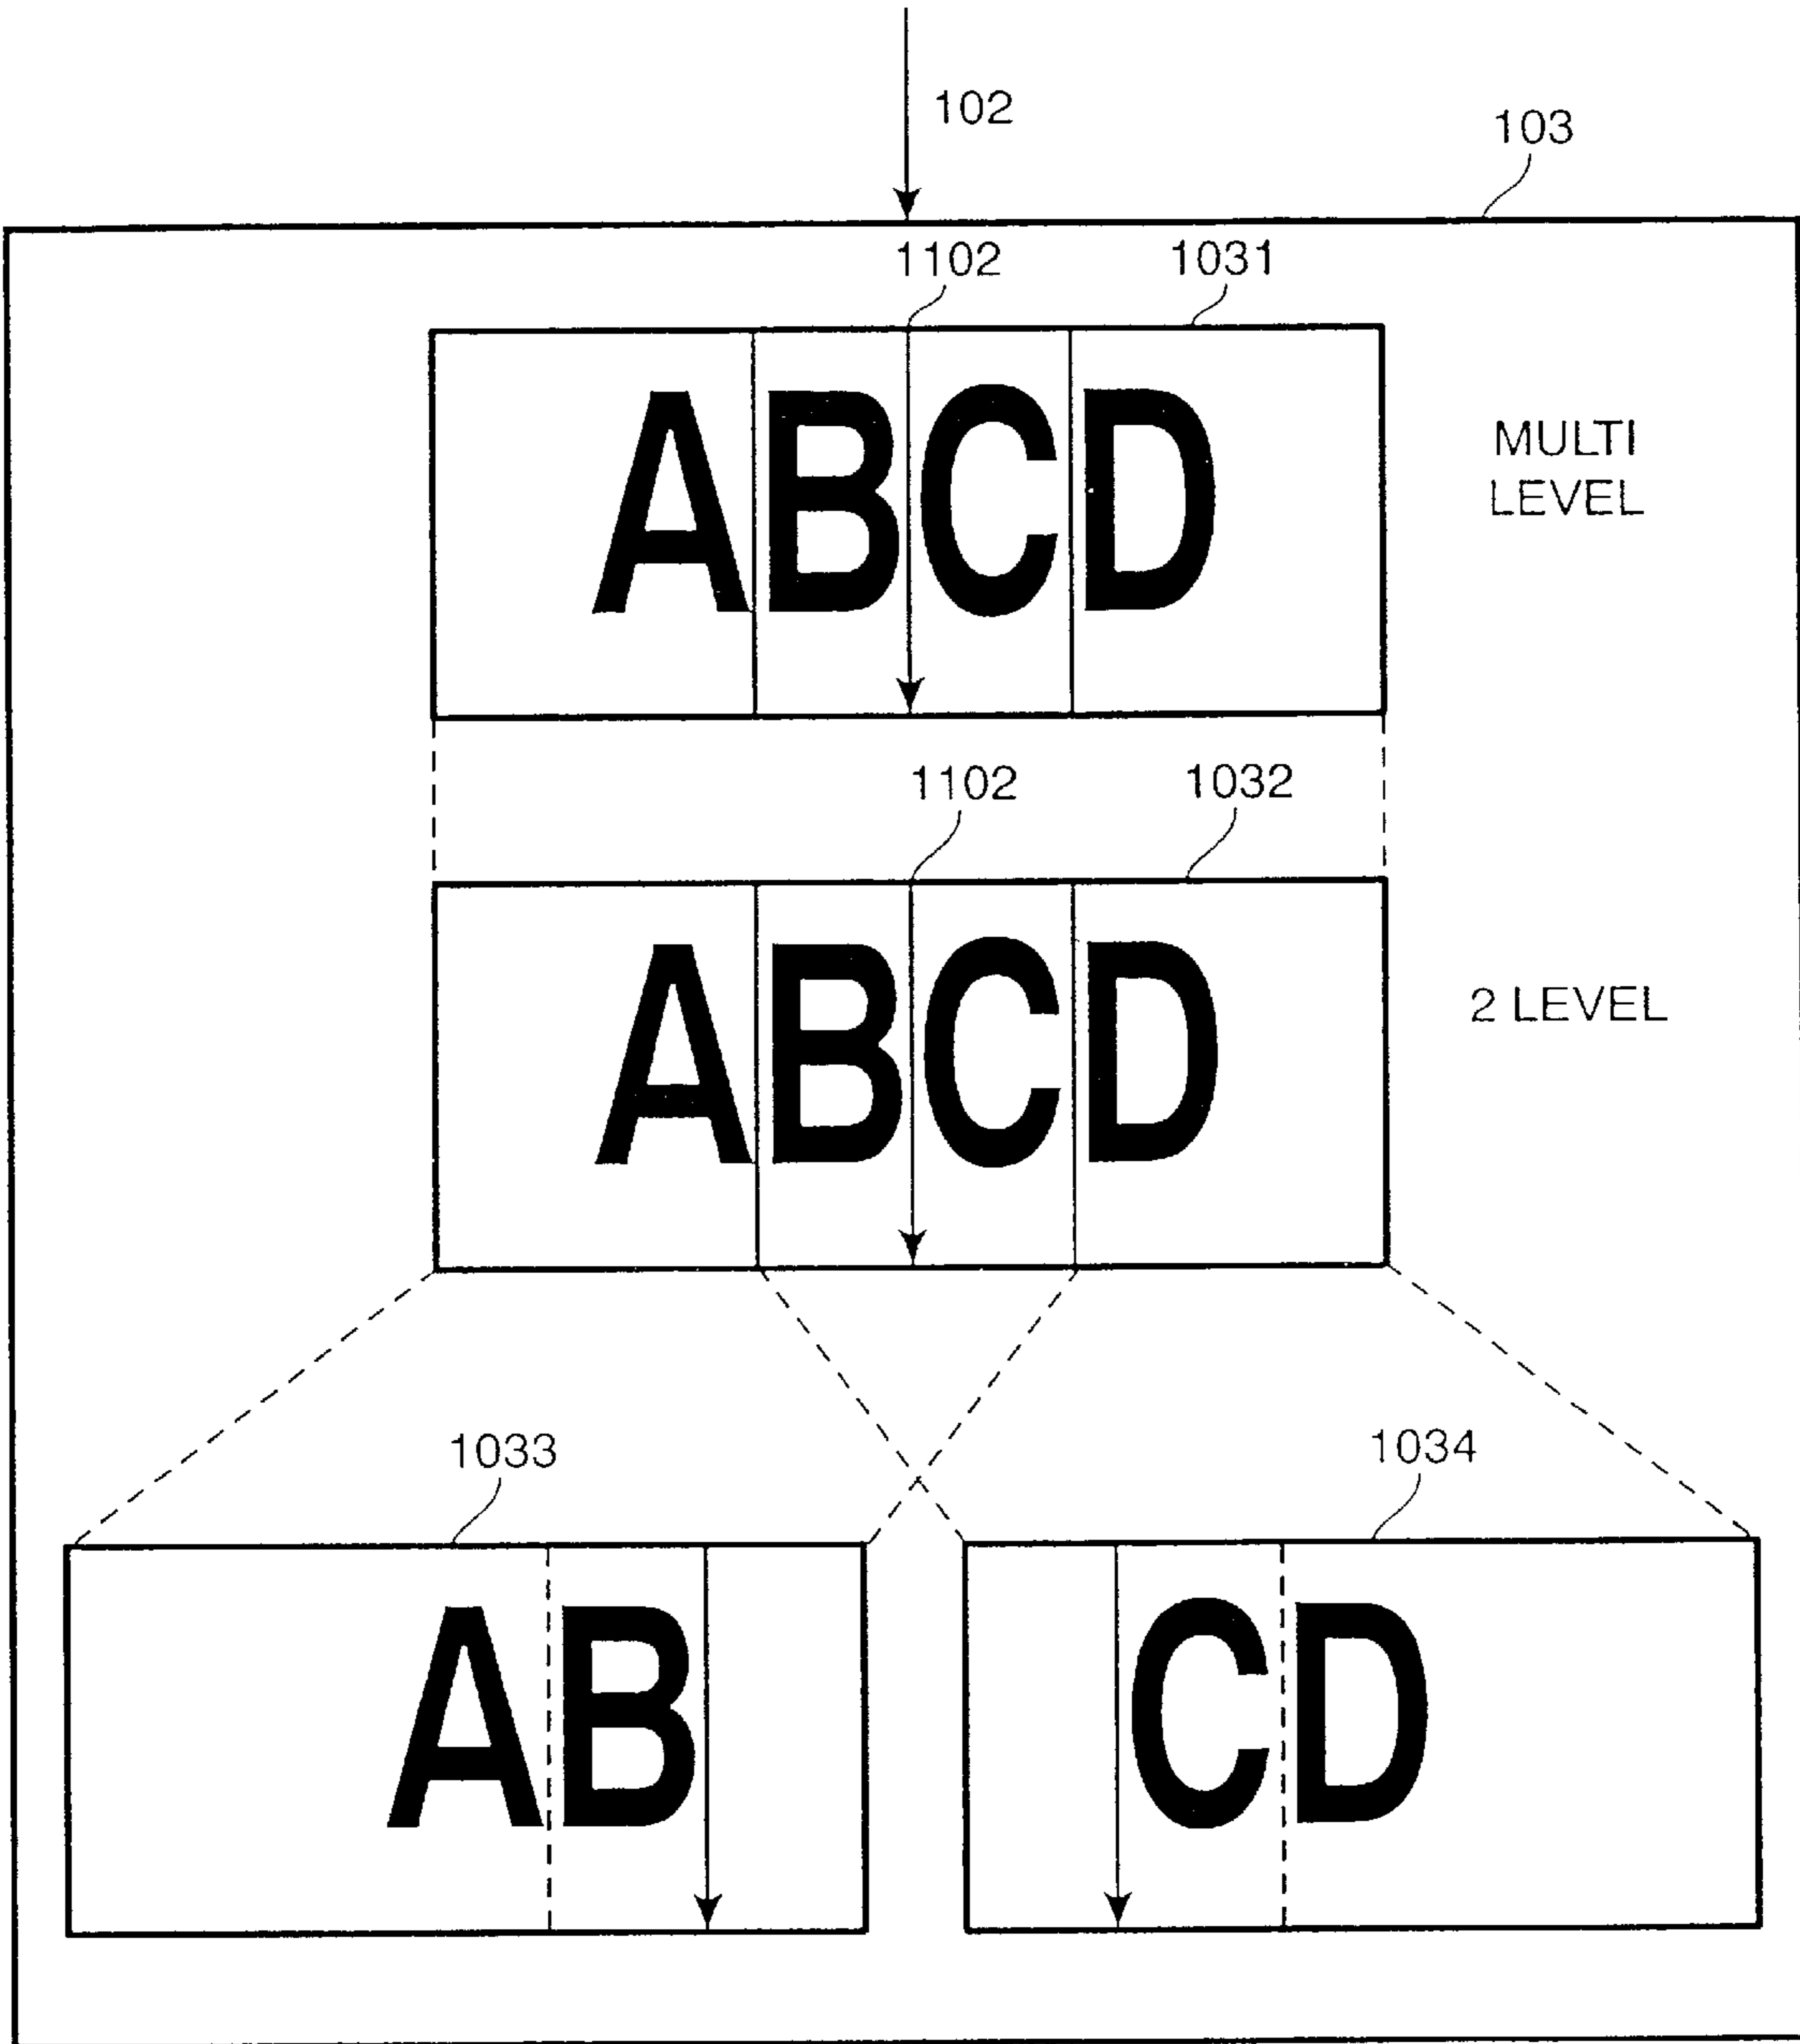 102
103
1102
1031
ABCD
MULTI
LEVEL
1102
1032
ABCD
2 LEVEL
1033
1034
AB
CD